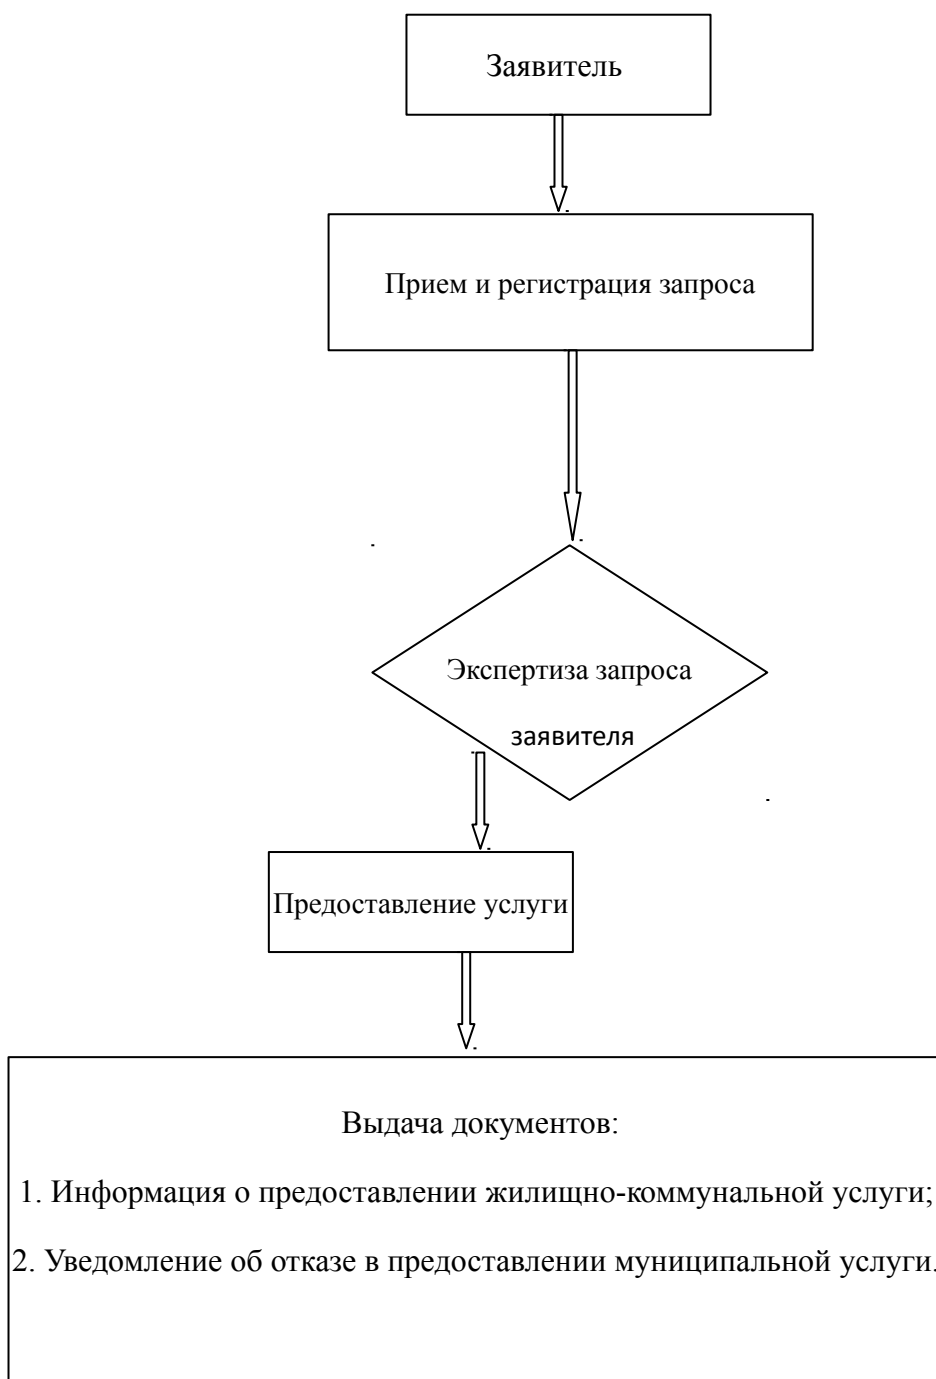 Заявитель
Прием и регистрация запроса
Экспертиза запроса
заявителя
Предоставление услуги
Выдача документов:
1. Информация о предоставлении жилищно-коммунальной услуги;
2. Уведомление об отказе в предоставлении муниципальной услуги.